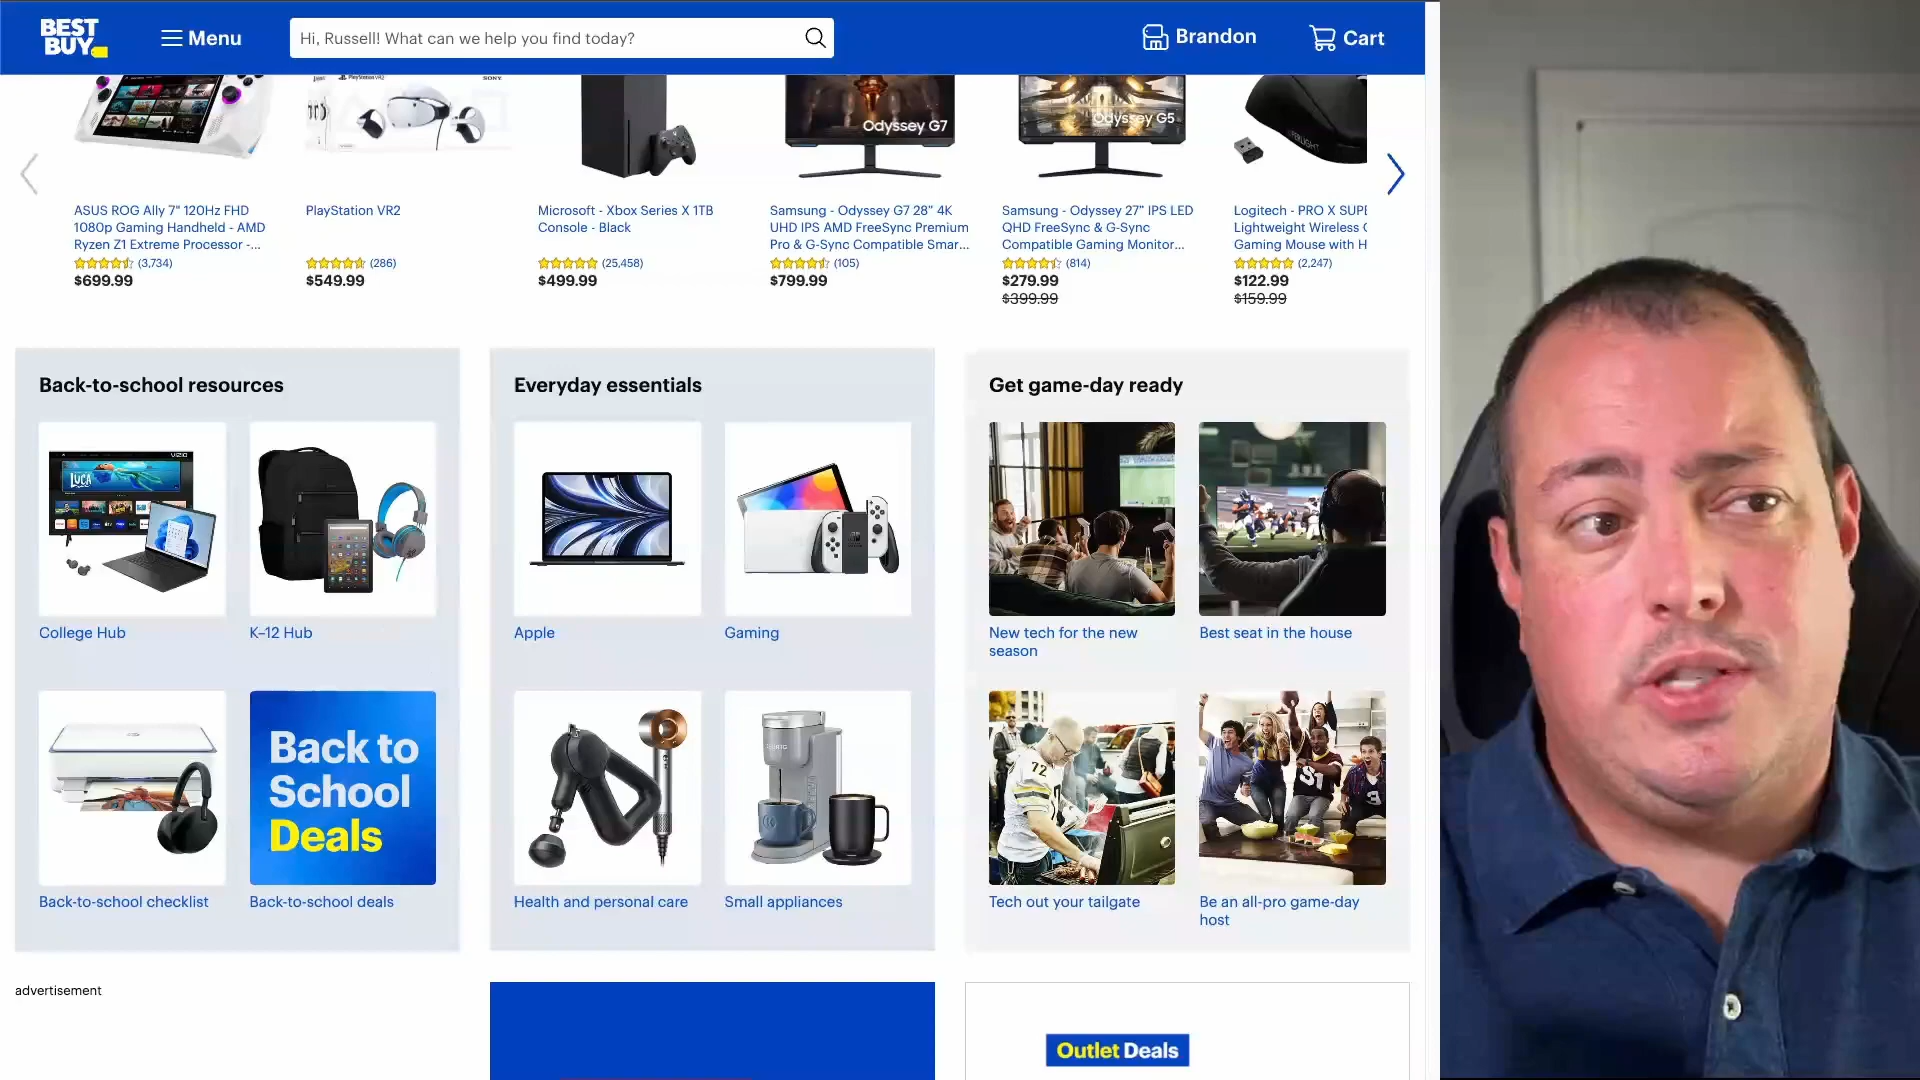 BEST
BUY
Menu
Hi, Russell! What can we help you find today?
Brandon
Cart
PlayStation VR2
SONY
Odyssey G7
Odyssey G5
ASUS ROG Ally 7" 120Hz FHD
1080p Gaming Handheld - AMD
Ryzen Z1 Extreme Processor -...
(3,734)
$699.99
PlayStation VR2
(286)
$549.99
Microsoft - Xbox Series X 1TB
Console - Black
(25,458)
$499.99
Samsung - Odyssey G7 28" 4K
UHD IPS AMD FreeSync Premium
Pro & G-Sync Compatible Smar...
(105)
$799.99
Samsung - Odyssey 27" IPS LED
QHD FreeSync & G-Sync
Compatible Gaming Monitor...
(814)
$279.99
$399.99
Logitech - PRO X SUPE
Lightweight Wireless
Gaming Mouse with H
(2,247)
$122.99
$159.99
Back-to-school resources
VIZIO
LUCA
College Hub
K–12 Hub
Back-to-school checklist
Back to
School
Deals
Back-to-school deals
Everyday essentials
Apple
Gaming
Health and personal care
KEURIG
Small appliances
Get game-day ready
New tech for the new
season
Best seat in the house
72
Tech out your tailgate
Be an all-pro game-day
host
advertisement
Outlet Deals